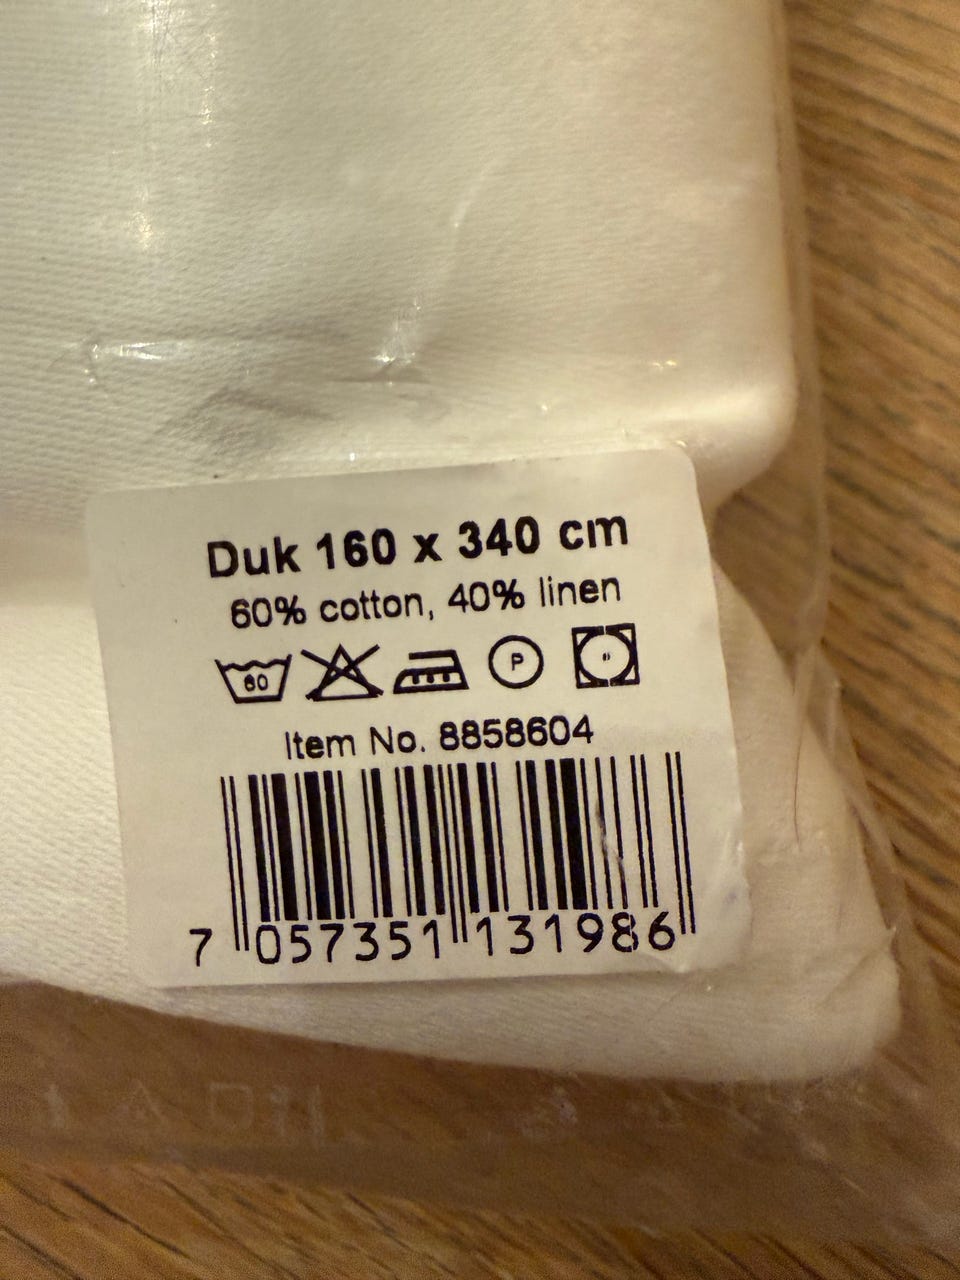 Duk 160 x 340 cm
60% cotton, 40% linen
60 P
Item No. 8858604
7 057351 131986